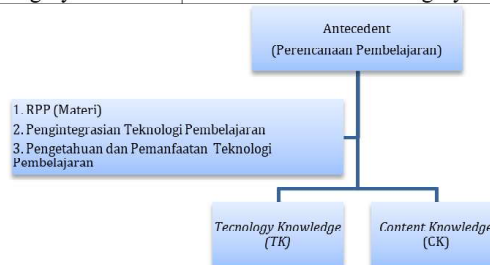 Antecedent
(Perencanaan Pembelajaran)
1. RPP (Materi)
2. Pengintegrasian Teknologi Pembelajaran
3. Pengetahuan dan Pemanfaatan Teknologi
Pembelajaran
Tecnology Knowledge
(TK)
Content Knowledge
(CK)